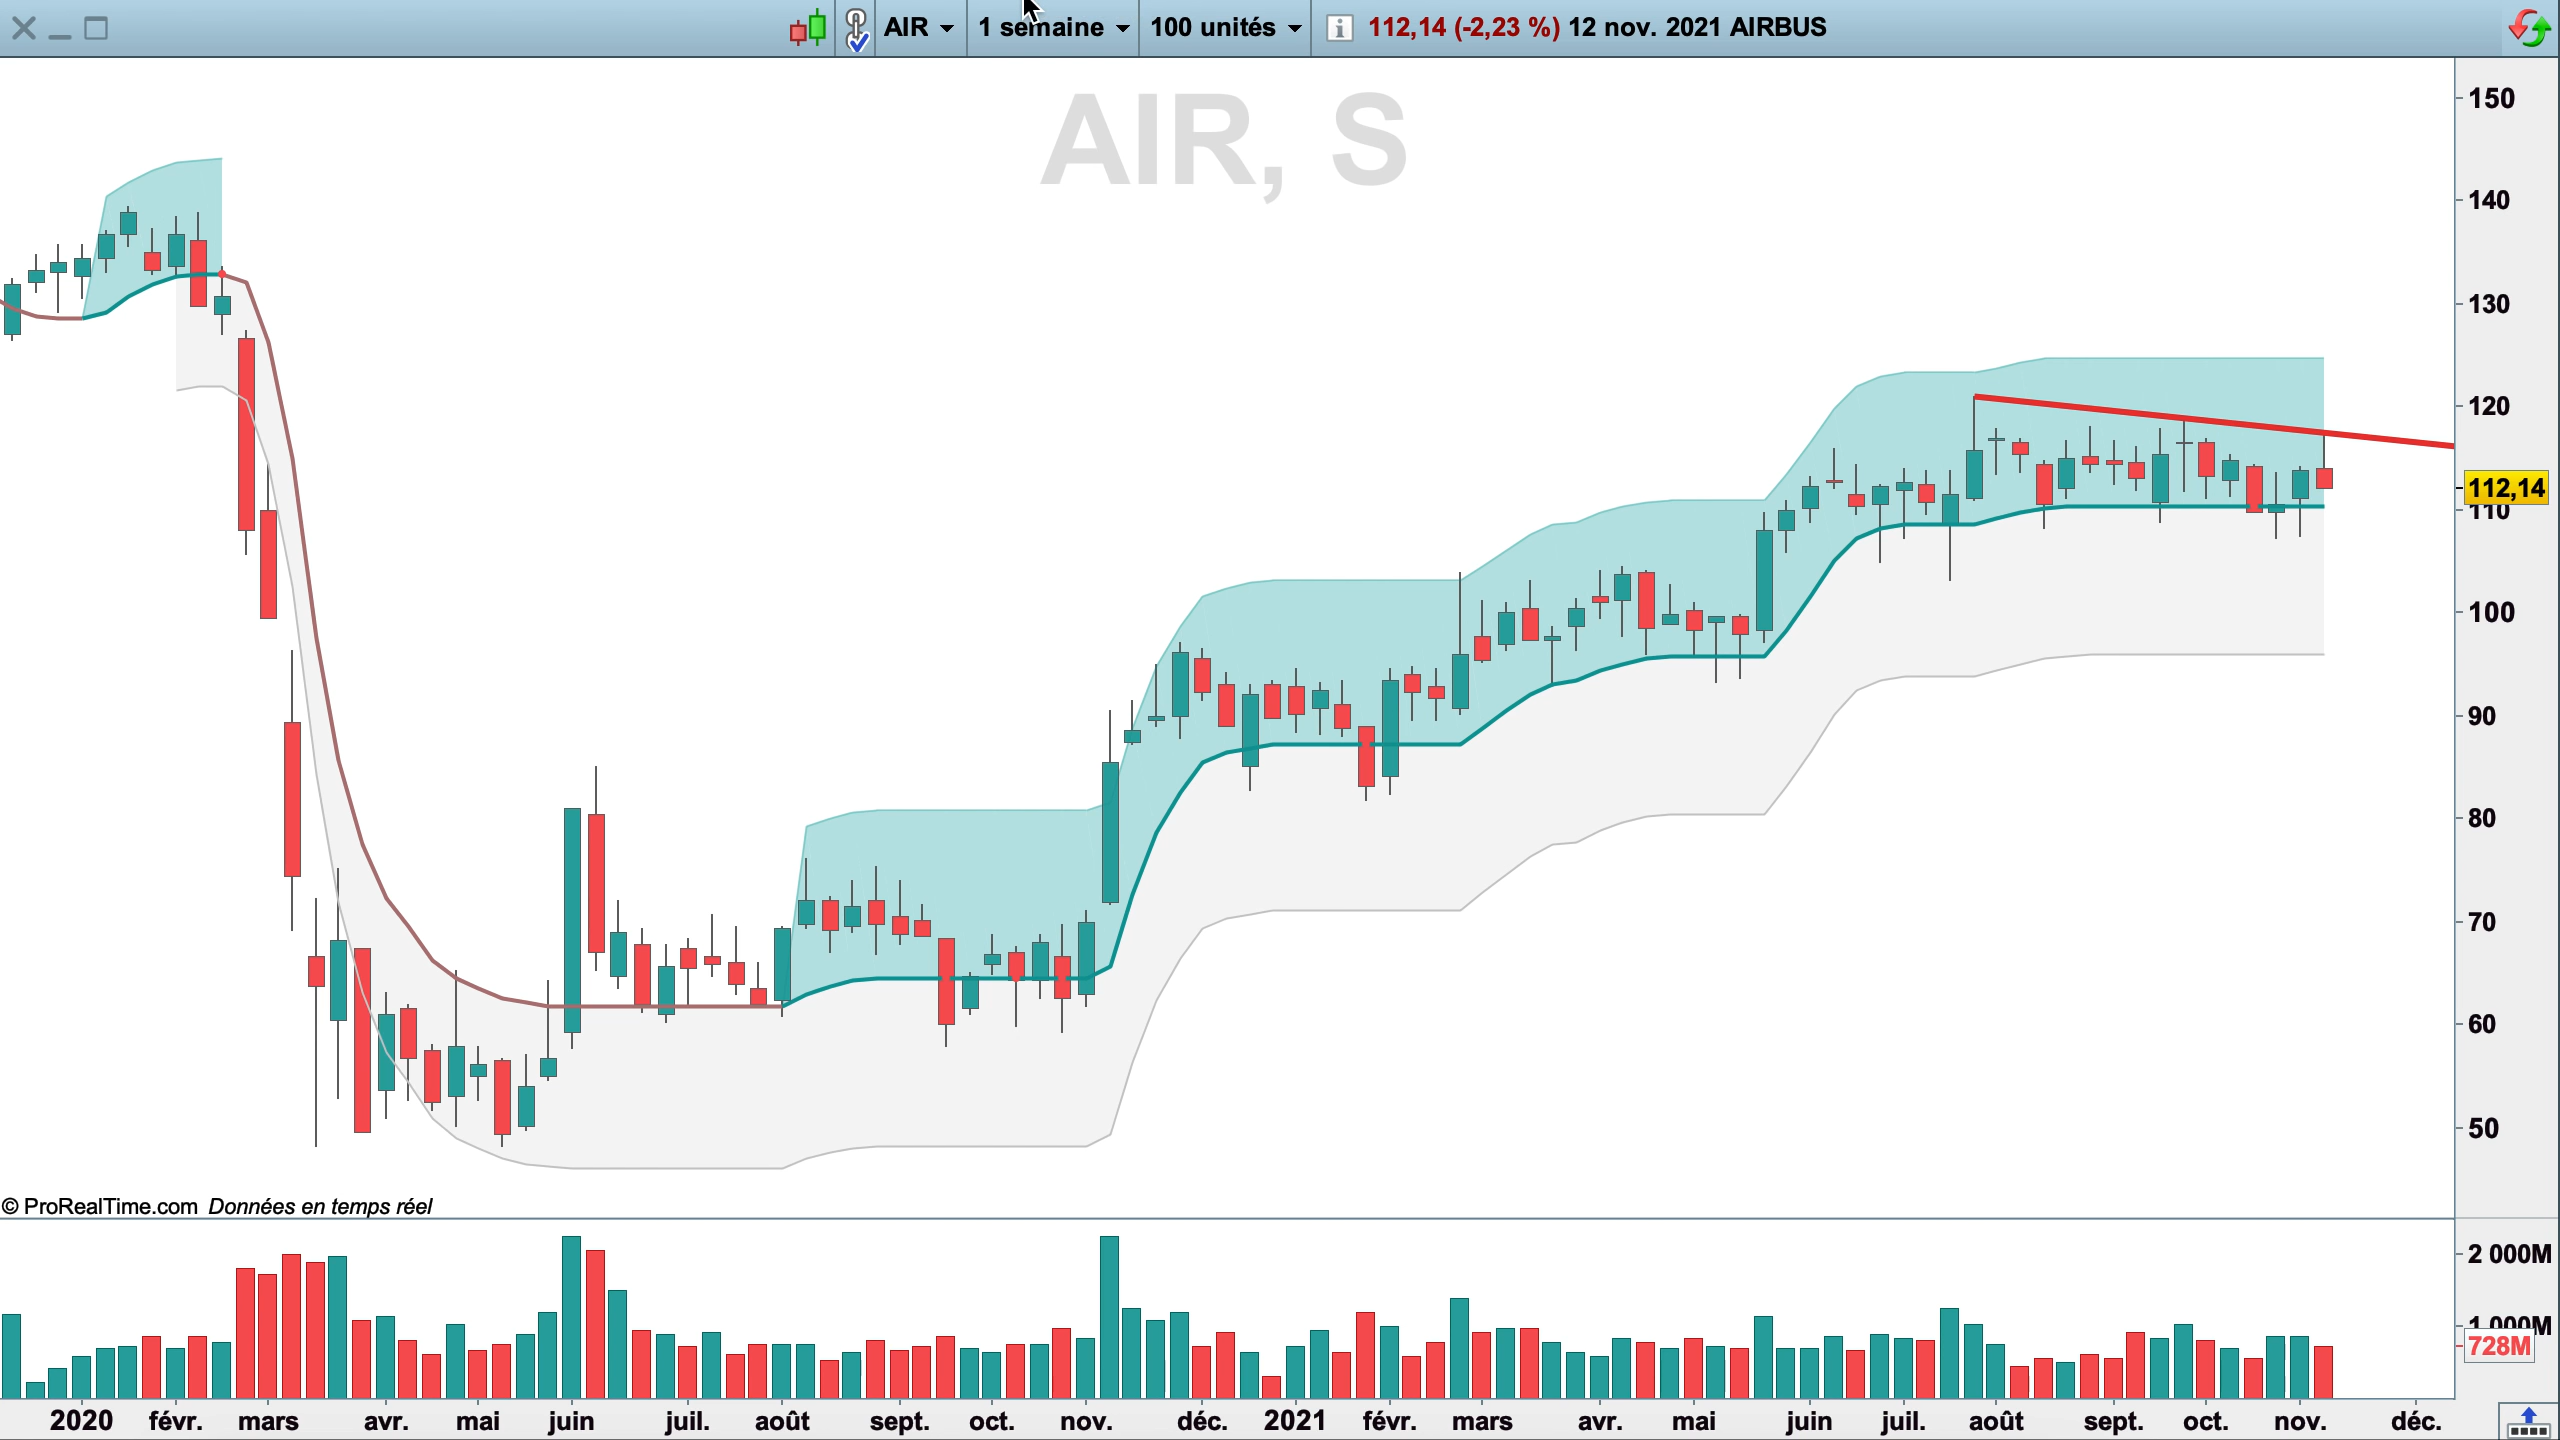 AIR 1 semaine 100 unités i 112,14 (-2,23 %) 12 nov. 2021 AIRBUS
AIR, S
150
140
130
120
112,14
110
100
90
80
70
60
50
© ProRealTime.com Données en temps réel
2 000M
1 000M
728M
2020 févr. mars avr. mai juin juil. août sept. oct. nov. déc. 2021 févr. mars avr. mai juin juil. août sept. oct. nov. déc.